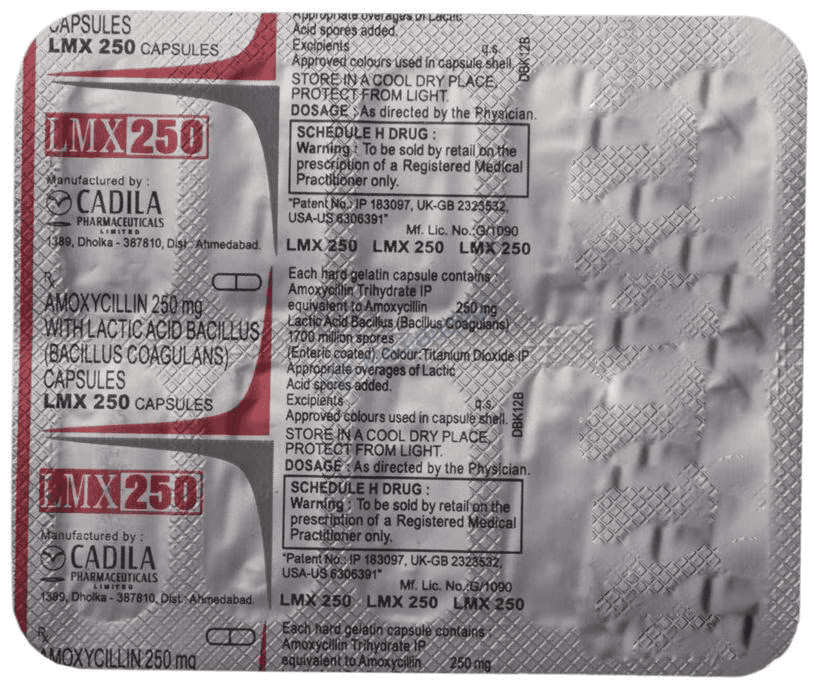 CAPSULES
LMX 250 CAPSULES
LMX 250
Manufactured by :
CADILA
PHARMACEUTICALS
LIMITED
1389, Dholka - 387810, Dist.: Ahmedabad.
Rx
AMOXYCILLIN 250 mg
WITH LACTIC ACID BACILLUS
(BACILLUS COAGULANS)
CAPSULES
LMX 250 CAPSULES
LMX 250
Manufactured by :
CADILA
PHARMACEUTICALS
LIMITED
1389, Dholka - 387810, Dist.: Ahmedabad.
Rx
AMOXYCILLIN 250 mg
Appropriate overages of Lactic
Acid spores added.
Excipients q.s.
Approved colours used in capsule shell.
STORE IN A COOL DRY PLACE,
PROTECT FROM LIGHT.
DOSAGE : As directed by the Physician.
SCHEDULE H DRUG :
Warning : To be sold by retail on the
prescription of a Registered Medical
Practitioner only.
"Patent No.: IP 183097, UK-GB 2323532,
USA-US 6306391"
Mf. Lic. No.:G/1090
LMX 250 LMX 250 LMX 250
Each hard gelatin capsule contains :
Amoxycillin Trihydrate IP
equivalent to Amoxycillin 250 mg
Lactic Acid Bacillus (Bacillus Coagulans)
1700 million spores
(Enteric coated). Colour:Titanium Dioxide IP
Appropriate overages of Lactic
Acid spores added.
Excipients q.s.
Approved colours used in capsule shell.
STORE IN A COOL DRY PLACE,
PROTECT FROM LIGHT.
DOSAGE : As directed by the Physician.
SCHEDULE H DRUG :
Warning : To be sold by retail on the
prescription of a Registered Medical
Practitioner only.
"Patent No.: IP 183097, UK-GB 2323532,
USA-US 6306391"
Mf. Lic. No.:G/1090
LMX 250 LMX 250 LMX 250
Each hard gelatin capsule contains :
Amoxycillin Trihydrate IP
equivalent to Amoxycillin 250 mg
DBK12B
DBK12B